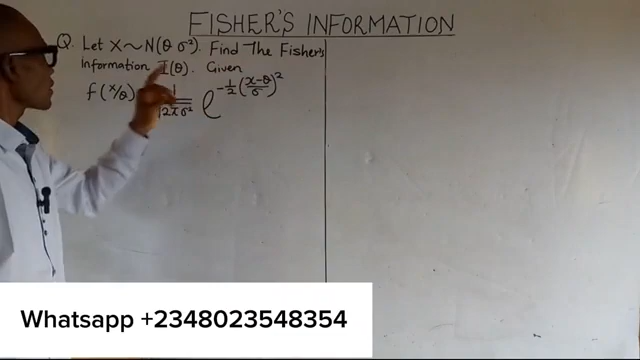 FISHER'S INFORMATION
Q. Let X ~ N(θ σ²). Find The Fisher's
Information I(θ). Given
f(x/θ) 1/√2πσ² e^-1/2(x-θ/σ)²
Whatsapp +2348023548354